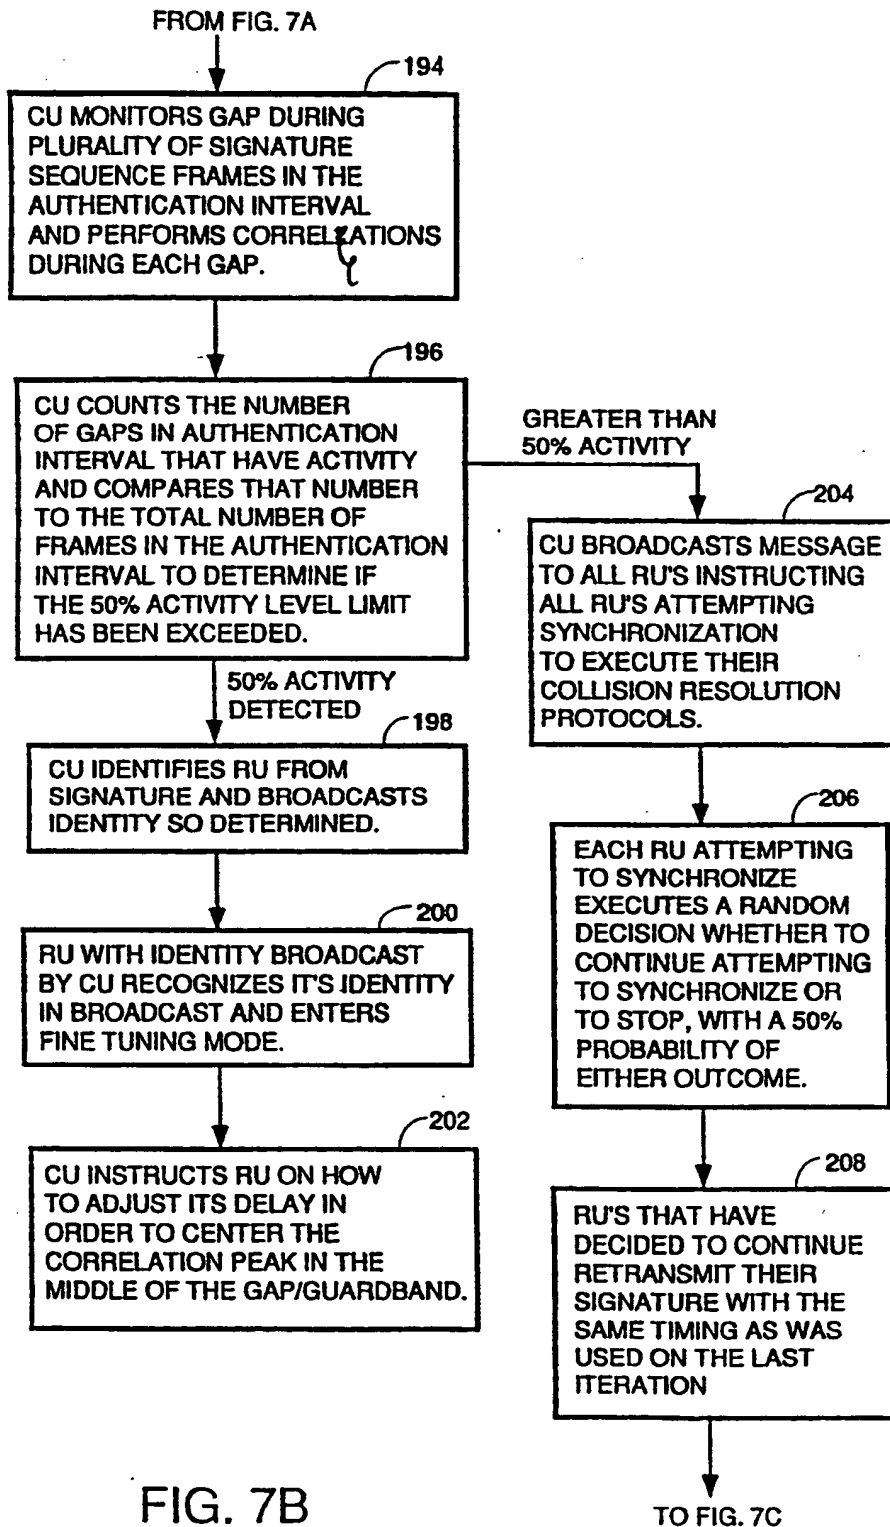 FROM FIG. 7A
194
CU MONITORS GAP DURING
PLURALITY OF SIGNATURE
SEQUENCE FRAMES IN THE
AUTHENTICATION INTERVAL
AND PERFORMS CORRELZATIONS
DURING EACH GAP.
196
CU COUNTS THE NUMBER
OF GAPS IN AUTHENTICATION
INTERVAL THAT HAVE ACTIVITY
AND COMPARES THAT NUMBER
TO THE TOTAL NUMBER OF
FRAMES IN THE AUTHENTICATION
INTERVAL TO DETERMINE IF
THE 50% ACTIVITY LEVEL LIMIT
HAS BEEN EXCEEDED.
50% ACTIVITY
DETECTED
198
CU IDENTIFIES RU FROM
SIGNATURE AND BROADCASTS
IDENTITY SO DETERMINED.
200
RU WITH IDENTITY BROADCAST
BY CU RECOGNIZES IT'S IDENTITY
IN BROADCAST AND ENTERS
FINE TUNING MODE.
202
CU INSTRUCTS RU ON HOW
TO ADJUST ITS DELAY IN
ORDER TO CENTER THE
CORRELATION PEAK IN THE
MIDDLE OF THE GAP/GUARDBAND.
GREATER THAN
50% ACTIVITY
204
CU BROADCASTS MESSAGE
TO ALL RU'S INSTRUCTING
ALL RU'S ATTEMPTING
SYNCHRONIZATION
TO EXECUTE THEIR
COLLISION RESOLUTION
PROTOCOLS.
206
EACH RU ATTEMPTING
TO SYNCHRONIZE
EXECUTES A RANDOM
DECISION WHETHER TO
CONTINUE ATTEMPTING
TO SYNCHRONIZE OR
TO STOP, WITH A 50%
PROBABILITY OF
EITHER OUTCOME.
208
RU'S THAT HAVE
DECIDED TO CONTINUE
RETRANSMIT THEIR
SIGNATURE WITH THE
SAME TIMING AS WAS
USED ON THE LAST
ITERATION
TO FIG. 7C
FIG. 7B